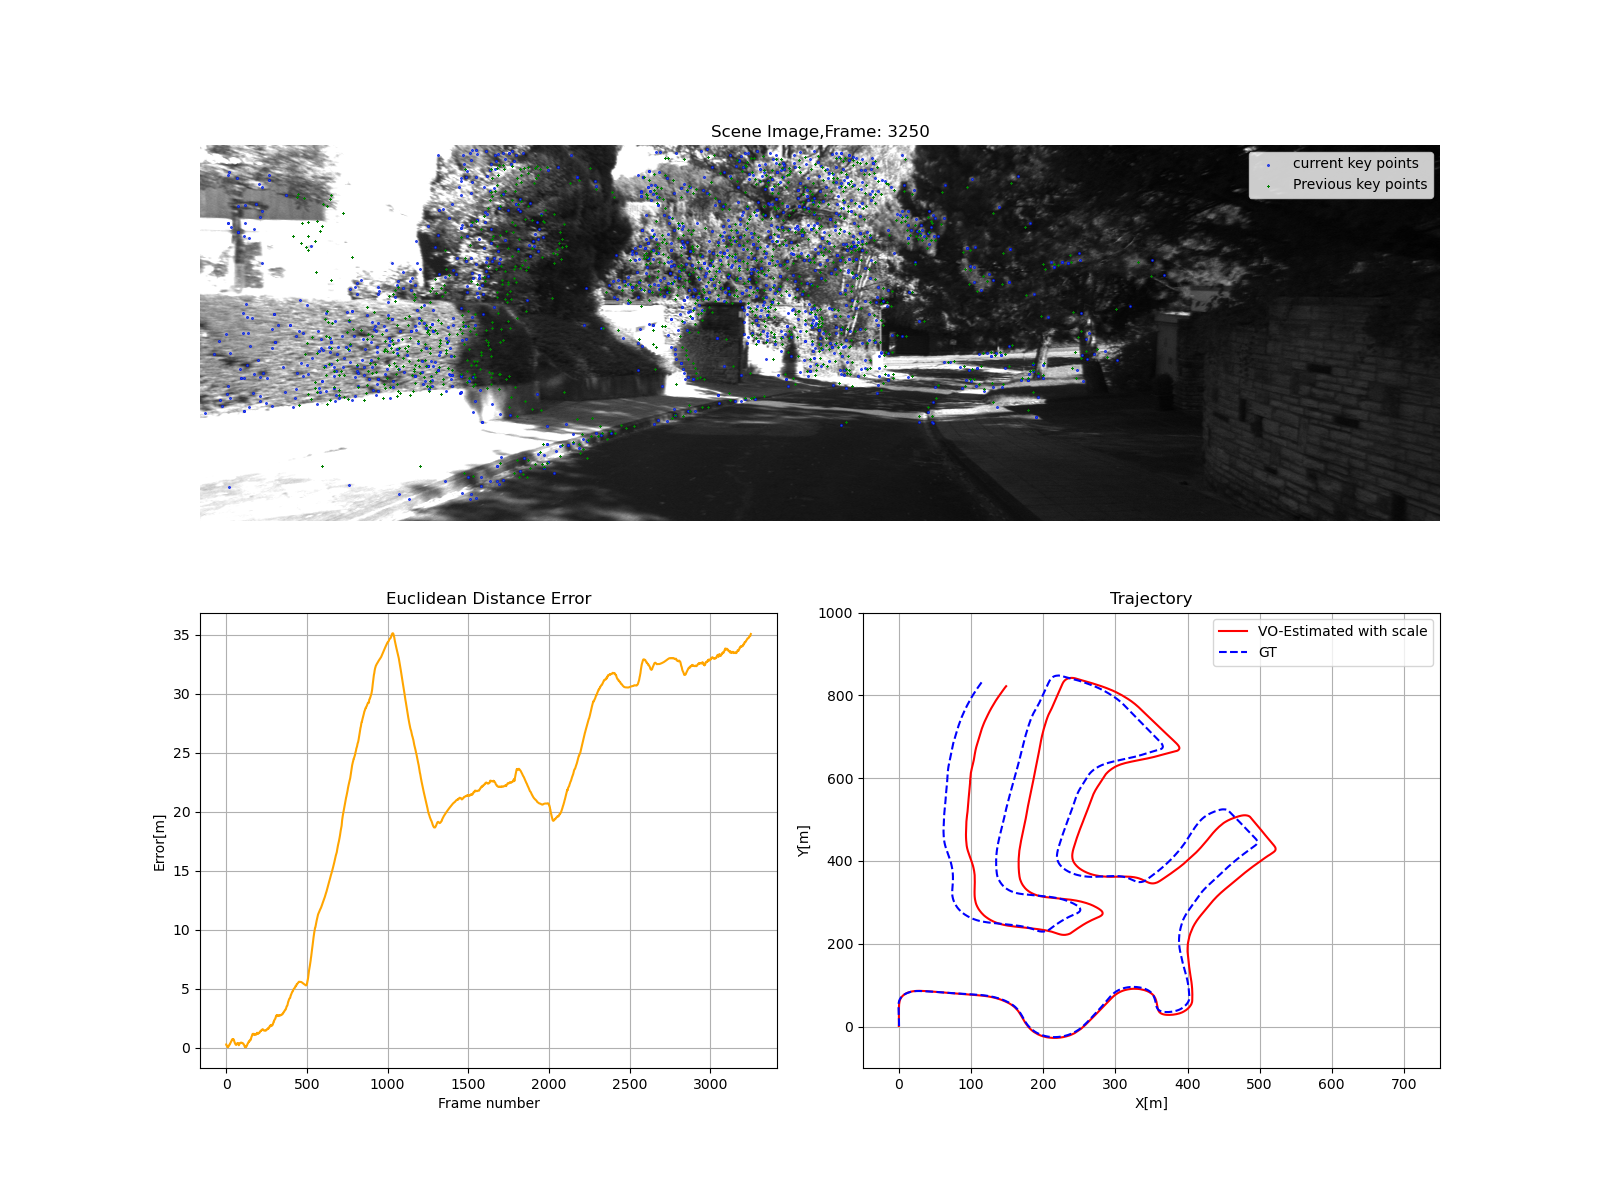 Scene Image,Frame: 3250
current key points
Previous key points
Euclidean Distance Error
35
30
25
20
15
10
5
0
Error[m]
0 500 1000 1500 2000 2500 3000
Frame number
Trajectory
VO-Estimated with scale
GT
1000
800
600
400
200
0
Y[m]
0 100 200 300 400 500 600 700
X[m]